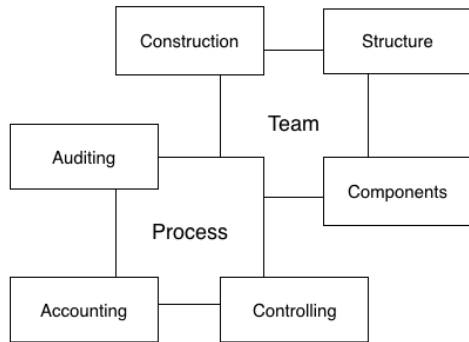 Construction
Structure
Team
Auditing
Components
Process
Accounting
Controlling